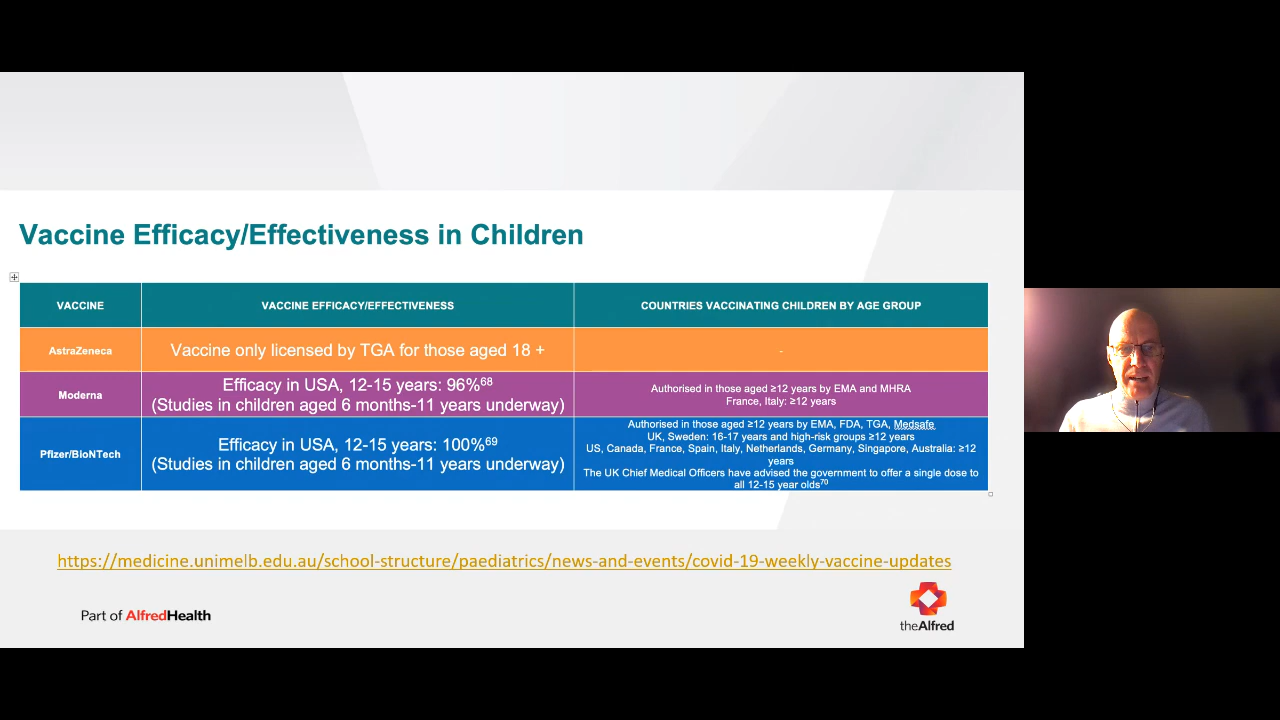 Vaccine Efficacy/Effectiveness in Children
VACCINE
VACCINE EFFICACY/EFFECTIVENESS
COUNTRIES VACCINATING CHILDREN BY AGE GROUP
AstraZeneca
Vaccine only licensed by TGA for those aged 18 +
-
Moderna
Efficacy in USA, 12-15 years: 96%68
(Studies in children aged 6 months-11 years underway)
Authorised in those aged ≥12 years by EMA and MHRA
France, Italy: ≥12 years
Pfizer/BioNTech
Efficacy in USA, 12-15 years: 100%69
(Studies in children aged 6 months-11 years underway)
Authorised in those aged ≥12 years by EMA, FDA, TGA, Medsafe
UK, Sweden: 16-17 years and high-risk groups ≥12 years
US, Canada, France, Spain, Italy, Netherlands, Germany, Singapore, Australia: ≥12
years
The UK Chief Medical Officers have advised the government to offer a single dose to
all 12-15 year olds70
https://medicine.unimelb.edu.au/school-structure/paediatrics/news-and-events/covid-19-weekly-vaccine-updates
Part of AlfredHealth
theAlfred